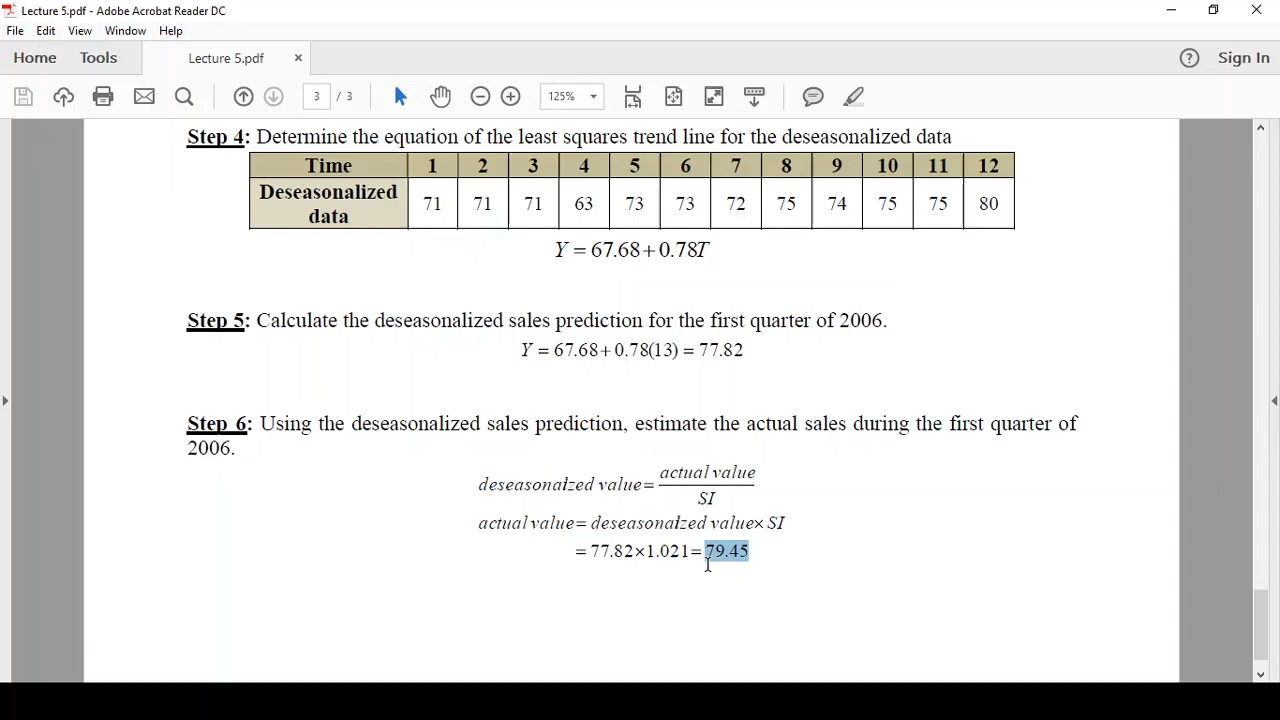 Lecture 5.pdf - Adobe Acrobat Reader DC
File Edit View Window Help
Home Tools Lecture 5.pdf × Sign In
3 / 3 125%
Step 4: Determine the equation of the least squares trend line for the deseasonalized data
Time 1 2 3 4 5 6 7 8 9 10 11 12
Deseasonalized data 71 71 71 63 73 73 72 75 74 75 75 80
Y = 67.68 + 0.78T
Step 5: Calculate the deseasonalized sales prediction for the first quarter of 2006.
Y = 67.68 + 0.78(13) = 77.82
Step 6: Using the deseasonalized sales prediction, estimate the actual sales during the first quarter of
2006.
deseasonalized value = actual value / SI
actual value = deseasonalized value × SI
= 77.82 × 1.021 = 79.45